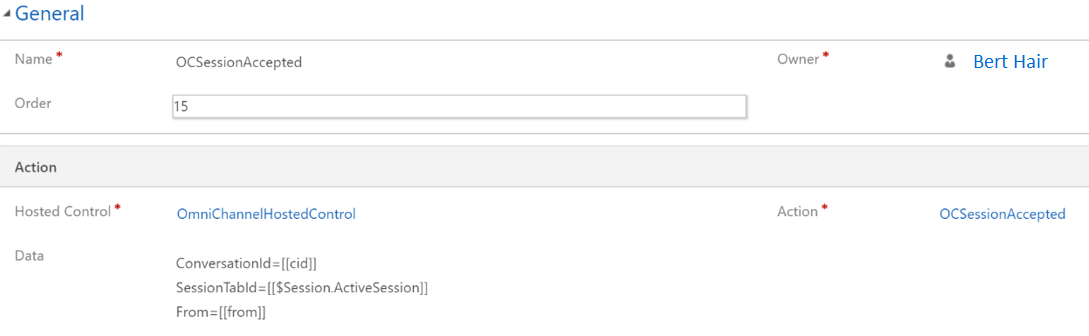 General
Name* OCSessionAccepted Owner* Bert Hair
Order 15
Action
Hosted Control* OmniChannelHostedControl Action* OCSessionAccepted
Data
ConversationId=[[cid]]
SessionTabId=[[$Session.ActiveSession]]
From=[[from]]